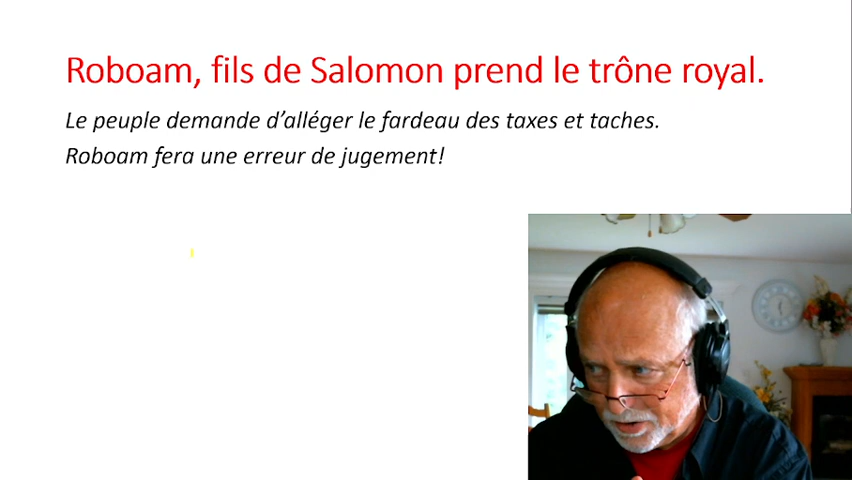 Roboam, fils de Salomon prend le trône royal.
Le peuple demande d’alléger le fardeau des taxes et taches.
Roboam fera une erreur de jugement!